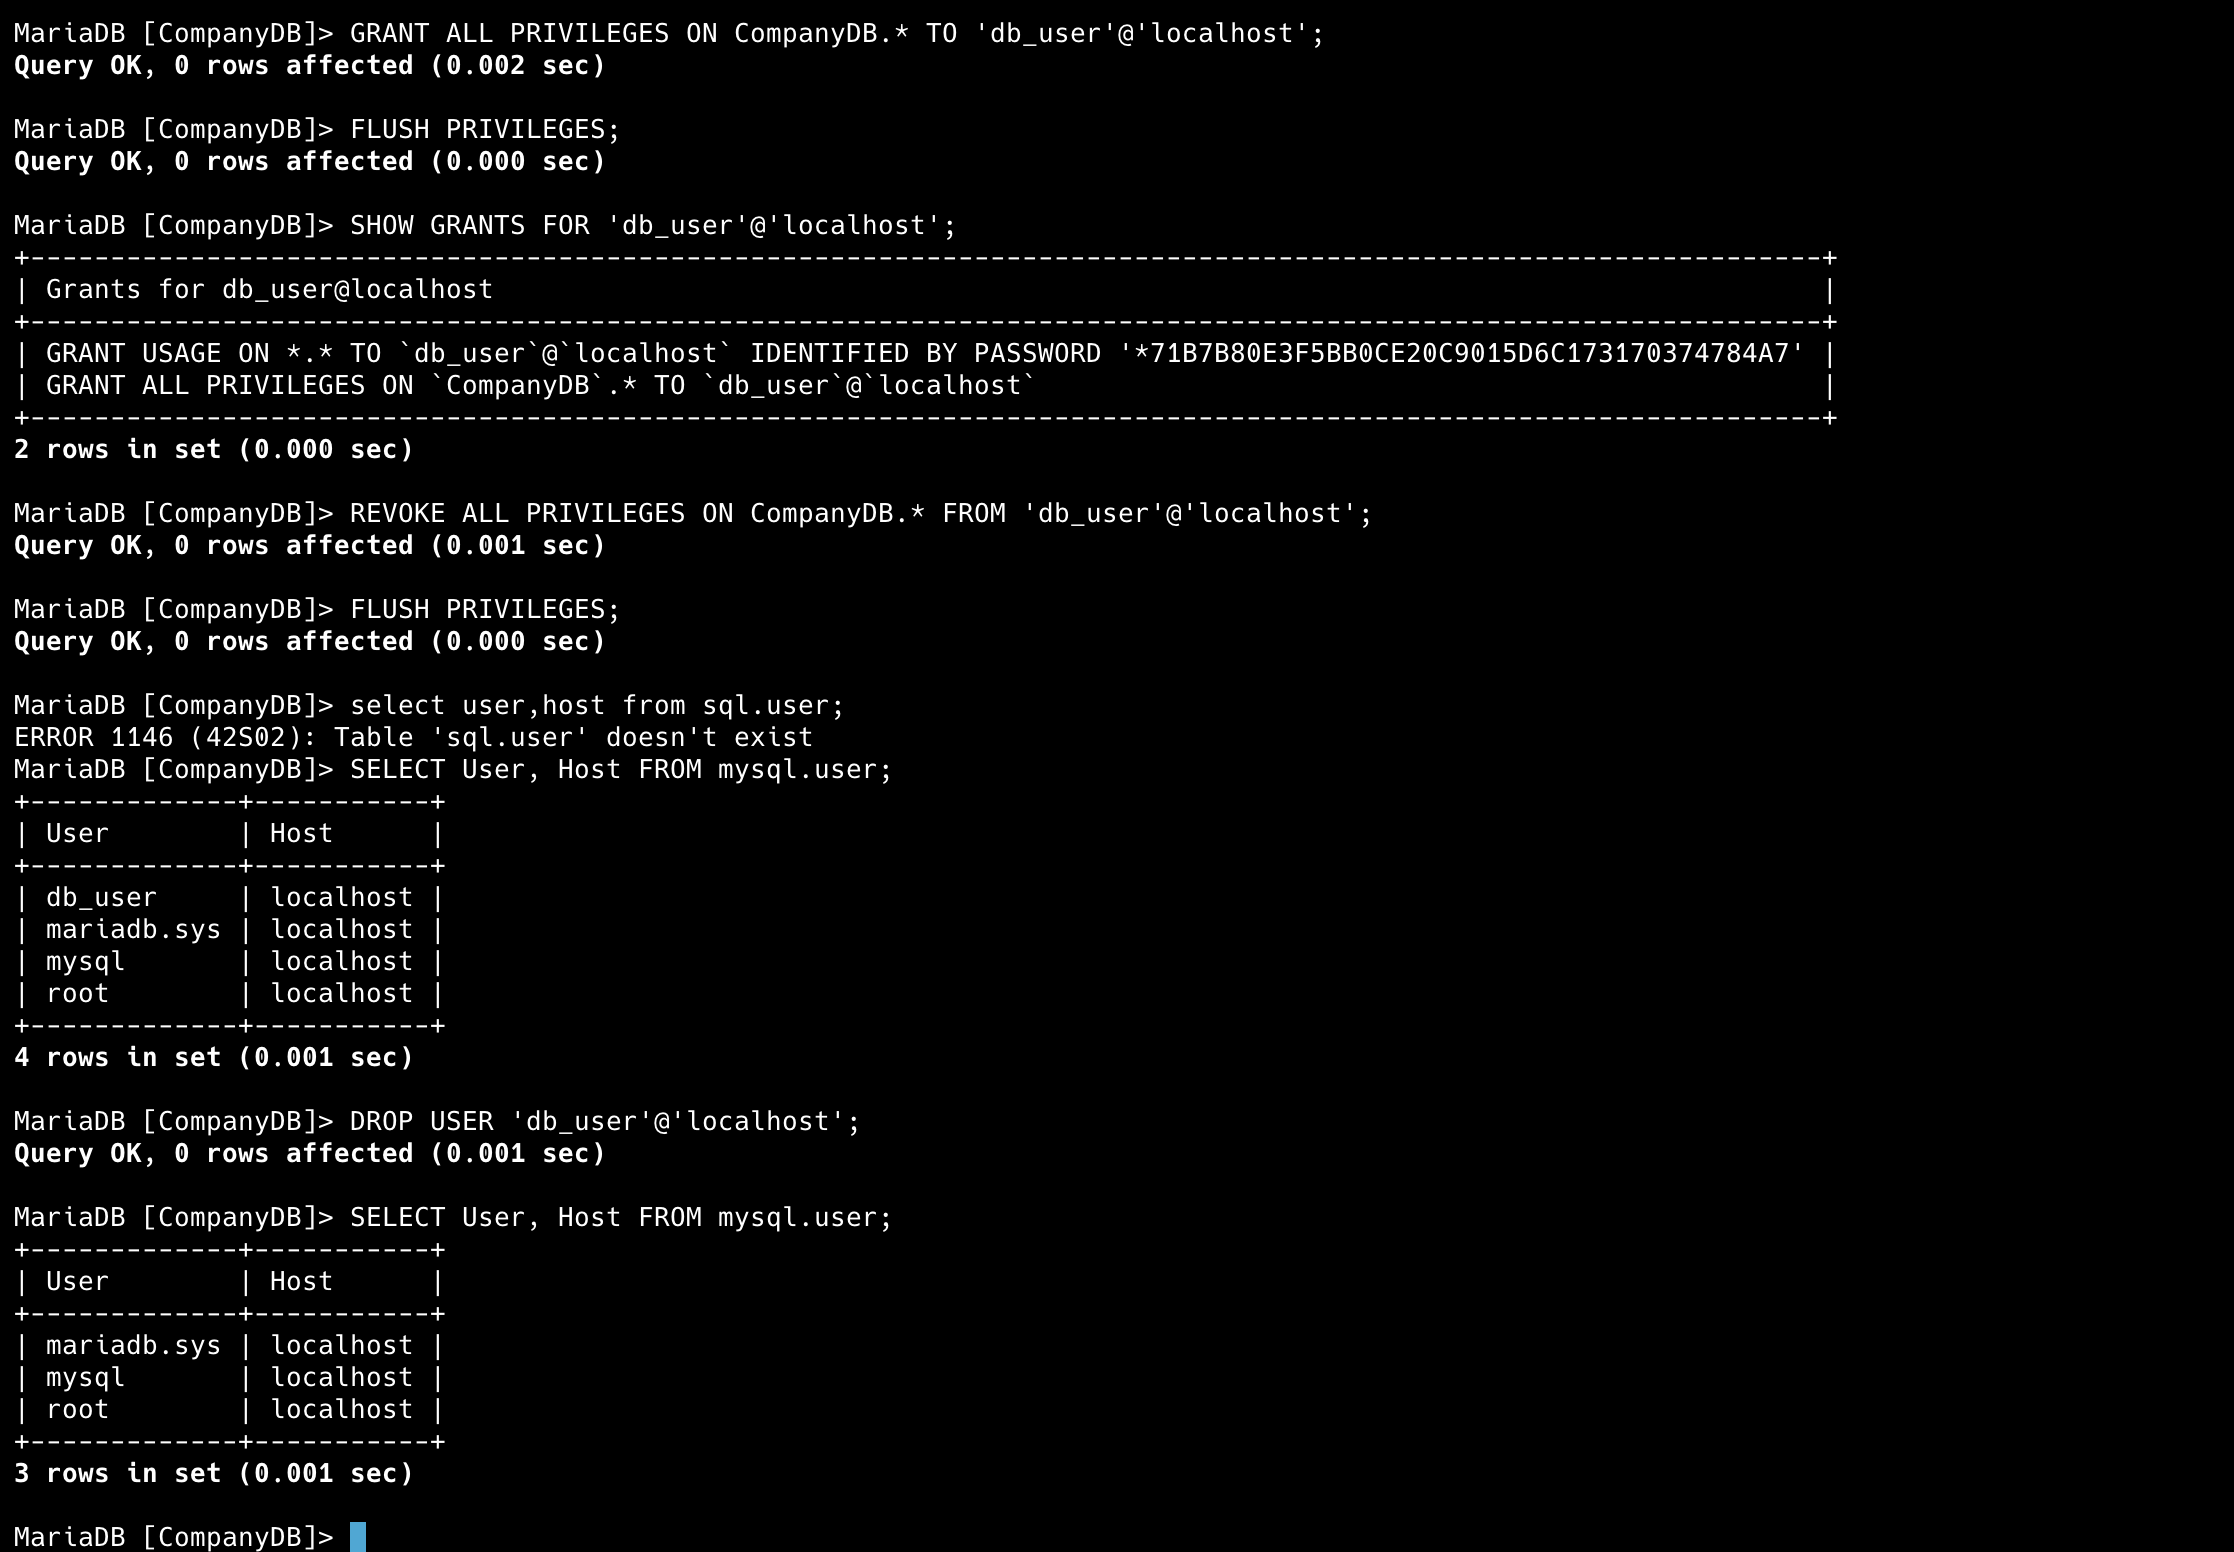 MariaDB [CompanyDB]> GRANT ALL PRIVILEGES ON CompanyDB.* TO 'db_user'@'localhost';
Query OK, 0 rows affected (0.002 sec)

MariaDB [CompanyDB]> FLUSH PRIVILEGES;
Query OK, 0 rows affected (0.000 sec)

MariaDB [CompanyDB]> SHOW GRANTS FOR 'db_user'@'localhost';
+----------------------------------------------------------------------------------------------------------------+
| Grants for db_user@localhost                                                                                   |
+----------------------------------------------------------------------------------------------------------------+
| GRANT USAGE ON *.* TO `db_user`@`localhost` IDENTIFIED BY PASSWORD '*71B7B80E3F5BB0CE20C9015D6C173170374784A7' |
| GRANT ALL PRIVILEGES ON `CompanyDB`.* TO `db_user`@`localhost`                                                 |
+----------------------------------------------------------------------------------------------------------------+
2 rows in set (0.000 sec)

MariaDB [CompanyDB]> REVOKE ALL PRIVILEGES ON CompanyDB.* FROM 'db_user'@'localhost';
Query OK, 0 rows affected (0.001 sec)

MariaDB [CompanyDB]> FLUSH PRIVILEGES;
Query OK, 0 rows affected (0.000 sec)

MariaDB [CompanyDB]> select user,host from sql.user;
ERROR 1146 (42S02): Table 'sql.user' doesn't exist
MariaDB [CompanyDB]> SELECT User, Host FROM mysql.user;
+-------------+-----------+
| User        | Host      |
+-------------+-----------+
| db_user     | localhost |
| mariadb.sys | localhost |
| mysql       | localhost |
| root        | localhost |
+-------------+-----------+
4 rows in set (0.001 sec)

MariaDB [CompanyDB]> DROP USER 'db_user'@'localhost';
Query OK, 0 rows affected (0.001 sec)

MariaDB [CompanyDB]> SELECT User, Host FROM mysql.user;
+-------------+-----------+
| User        | Host      |
+-------------+-----------+
| mariadb.sys | localhost |
| mysql       | localhost |
| root        | localhost |
+-------------+-----------+
3 rows in set (0.001 sec)

MariaDB [CompanyDB]>